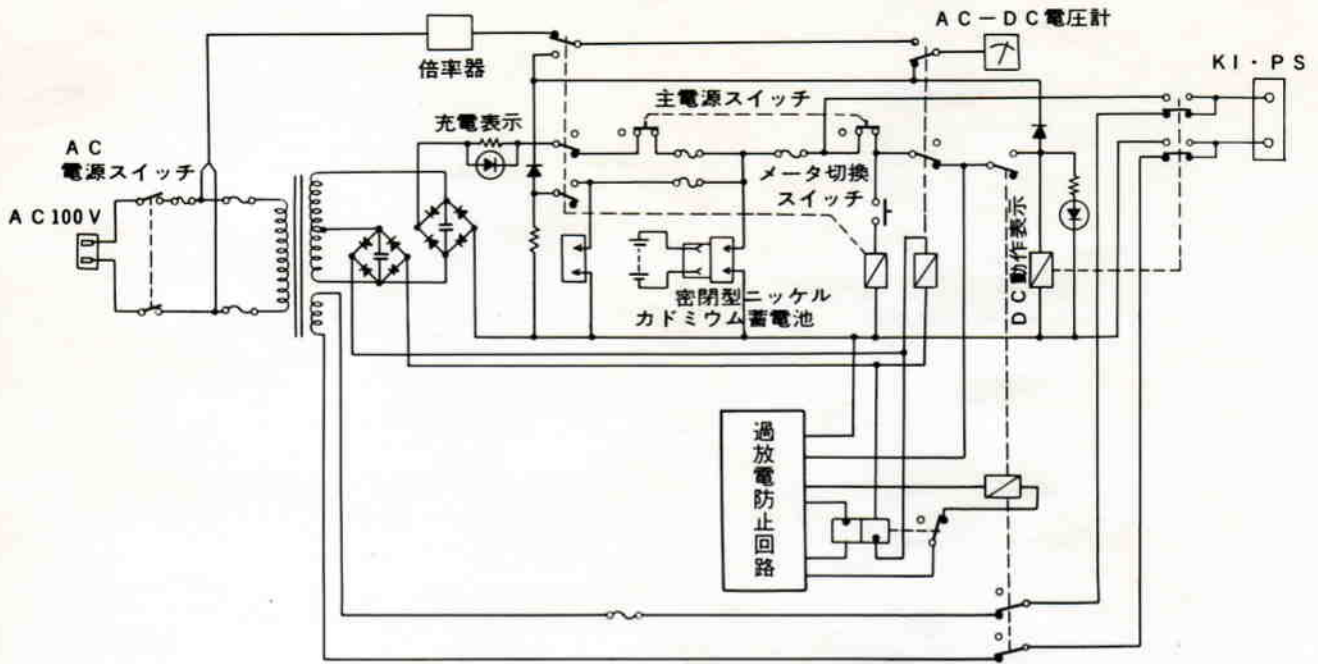 AC-DC電圧計
KI・PS
倍率器
主電源スイッチ
充電表示
AC
電源スイッチ
メータ切換
スイッチ
AC100V
DC動作表示
密閉型ニッケル
カドミウム蓄電池
過放電防止回路